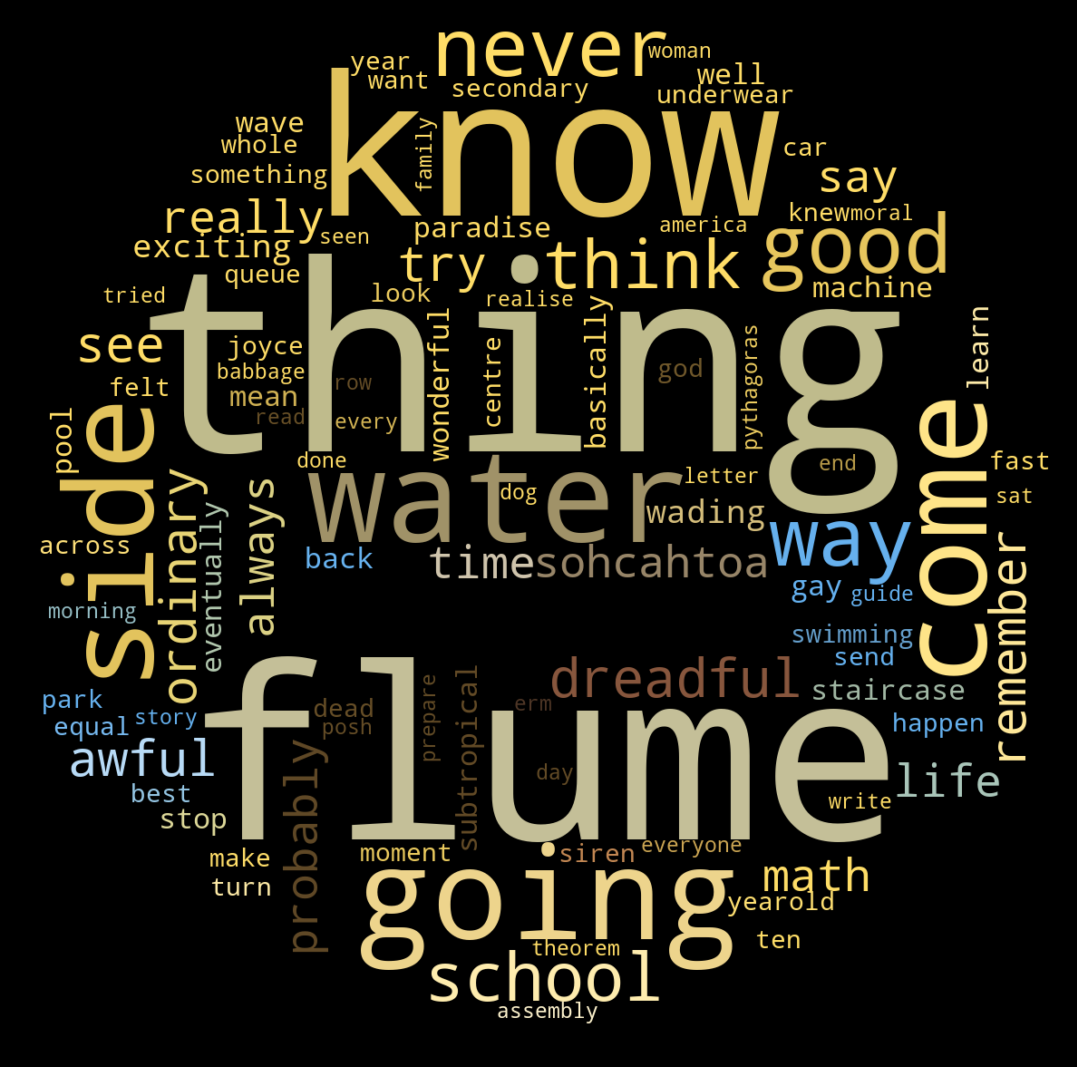 never
woman
year
want
secondary
well
underwear
know
wave
whole
something
family
car
say
really
exciting
seen
paradise
america
knew
moral
good
queue
try
think
machine
tried
look
realise
thing
see
joyce
babbage
mean
felt
row
read
every
wonderful
centre
basically
god
pythagoras
learn
pool
side
done
water
dog
letter
end
come
fast
sat
ordinary
always
wading
way
across
eventually
back
time
sohcahtoa
gay
guide
remember
morning
swimming
send
dreadful
staircase
park
equal
story
dead
posh
prepare
subtropical
erm
happen
awful
best
flume
day
life
write
stop
probably
make
turn
moment
siren
everyone
math
going
yearold
ten
theorem
school
assembly